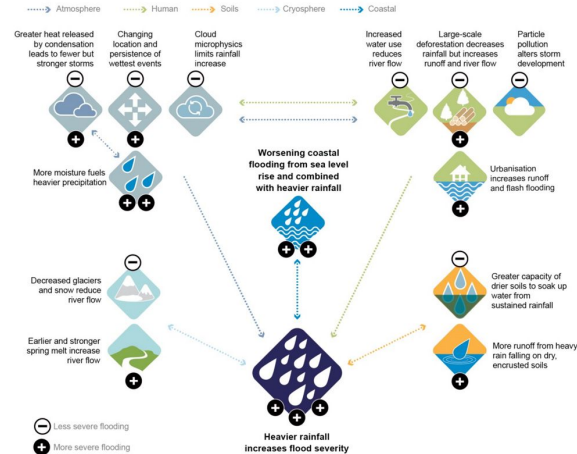 Atmosphere Human Soils Cryosphere Coastal
Greater heat released
by condensation
leads to fewer but
stronger storms
Changing
location and
persistence of
wettest events
Cloud
microphysics
limits rainfall
increase
Increased
water use
reduces
river flow
Large-scale
deforestation decreases
rainfall but increases
runoff and river flow
Particle
pollution
alters storm
development
More moisture fuels
heavier precipitation
Worsening coastal
flooding from sea level
rise and combined
with heavier rainfall
Urbanisation
increases runoff
and flash flooding
Decreased glaciers
and snow reduce
river flow
Greater capacity of
drier soils to soak up
water from
sustained rainfall
Earlier and stronger
spring melt increase
river flow
More runoff from heavy
rain falling on dry,
encrusted soils
Less severe flooding
More severe flooding
Heavier rainfall
increases flood severity